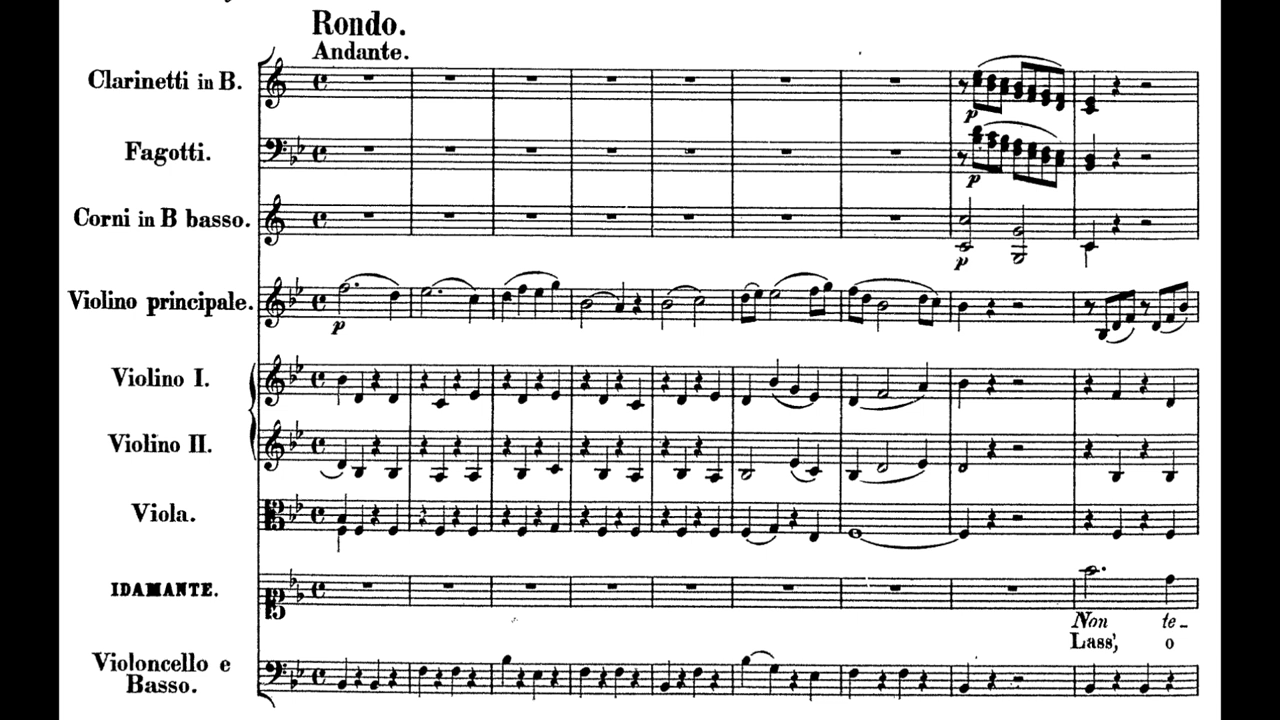 Rondo.
Andante.
Clarinetti in B.
p
Fagotti.
p
Corni in B basso.
p
Violino principale.
p
Violino I.
Violino II.
Viola.
IDAMANTE.
Non te-
Lass', o
Violoncello e
Basso.